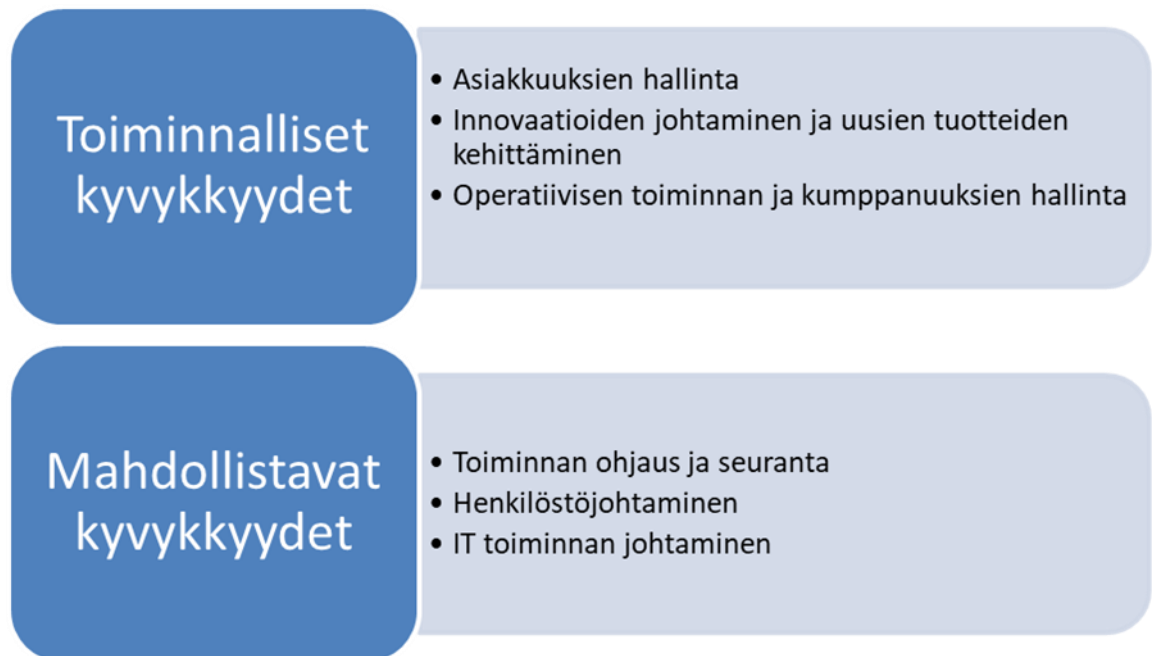 Toiminnalliset
kyvykkyydet
• Asiakkuuksien hallinta
• Innovaatioiden johtaminen ja uusien tuotteiden
kehittäminen
• Operatiivisen toiminnan ja kumppanuuksien hallinta
Mahdollistavat
kyvykkyydet
• Toiminnan ohjaus ja seuranta
• Henkilöstöjohtaminen
• IT toiminnan johtaminen